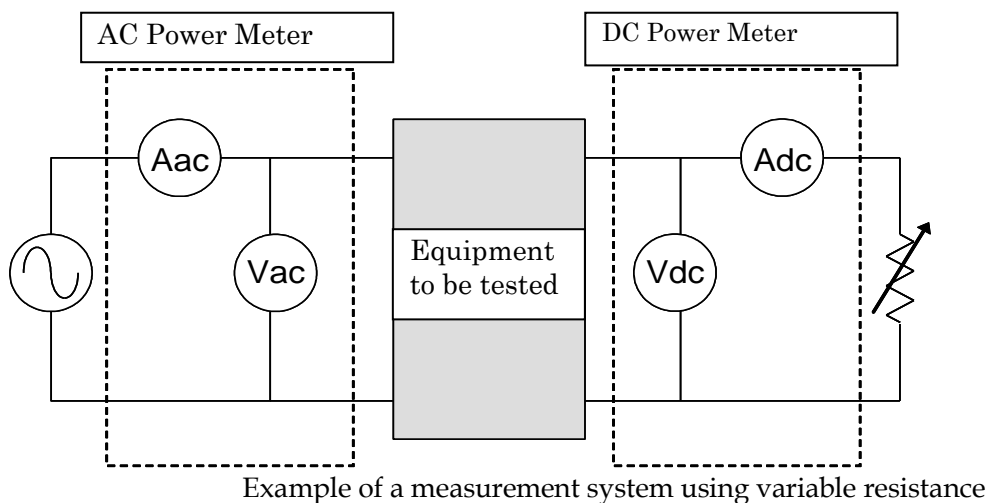 AC Power Meter
DC Power Meter
Aac
Adc
Vac
Equipment
to be tested
Vdc
Example of a measurement system using variable resistance